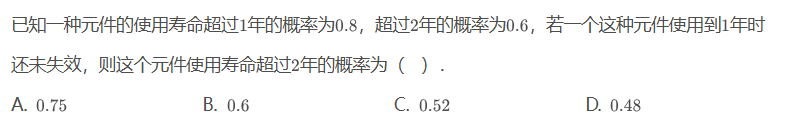 已知一种元件的使用寿命超过1年的概率为0.8，超过2年的概率为0.6，若一个这种元件使用到1年时
还未失效，则这个元件使用寿命超过2年的概率为（　）．
A. 0.75 B. 0.6 C. 0.52 D. 0.48